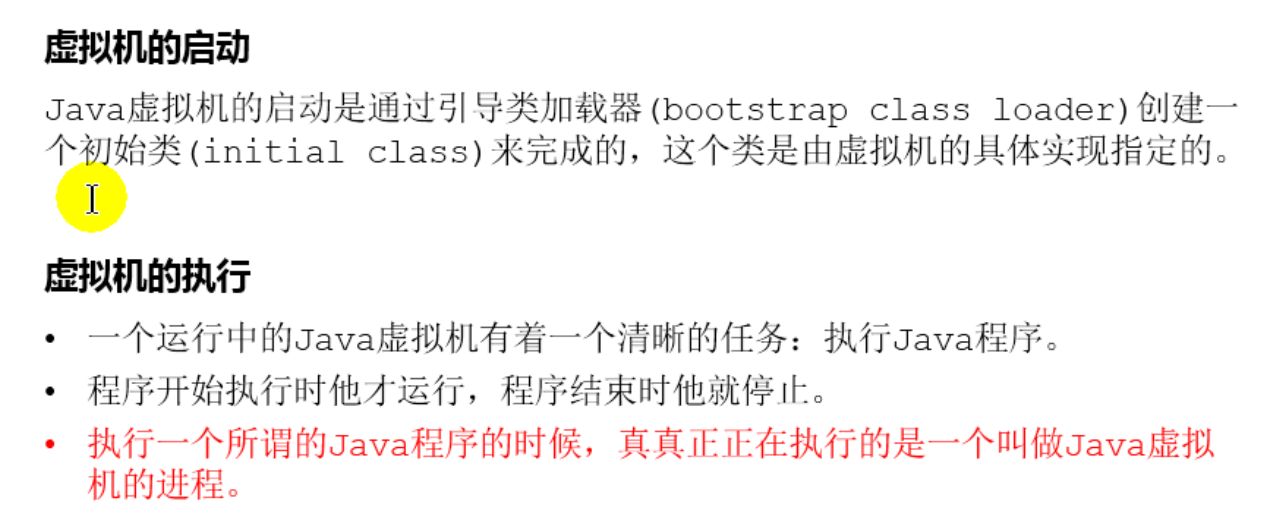 虚拟机的启动
Java虚拟机的启动是通过引导类加载器(bootstrap class loader)创建一
个初始类(initial class)来完成的，这个类是由虚拟机的具体实现指定的。
虚拟机的执行
• 一个运行中的Java虚拟机有着一个清晰的任务：执行Java程序。
• 程序开始执行时他才运行，程序结束时他就停止。
• 执行一个所谓的Java程序的时候，真真正正在执行的是一个叫做Java虚拟
机的进程。